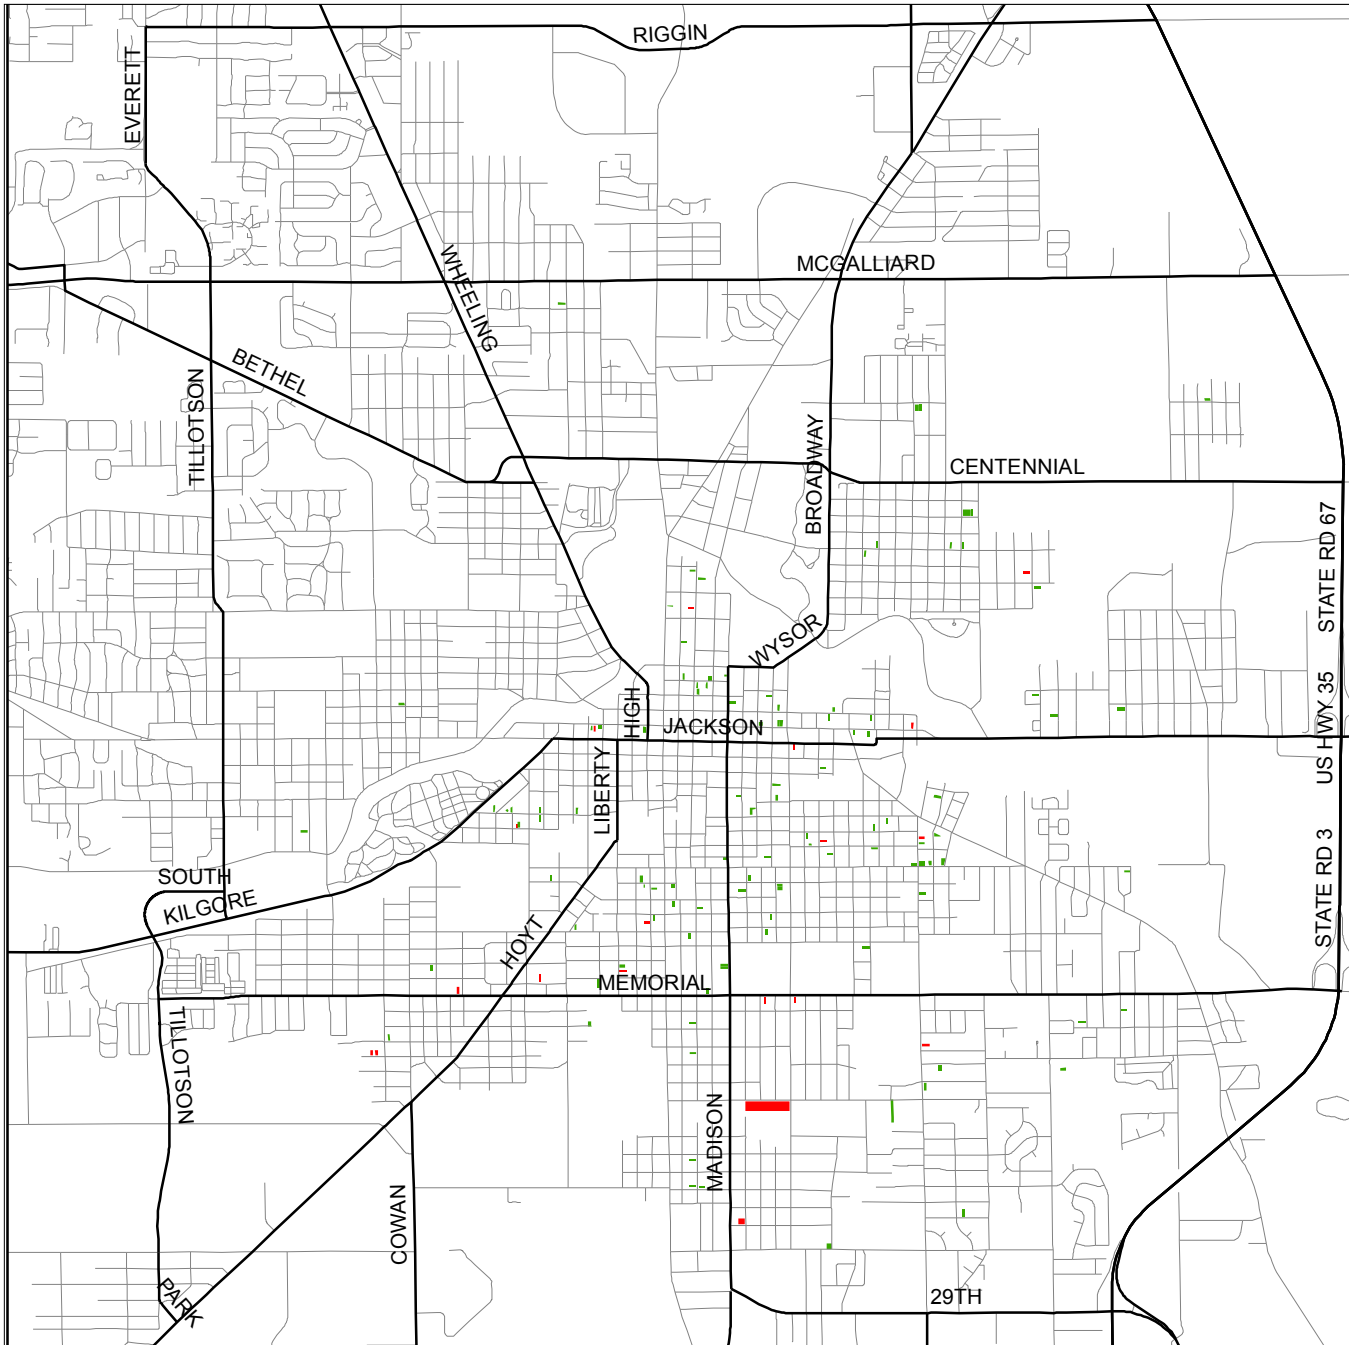 RIGGIN
EVERETT
MCGALLIARD
WHEELING
BETHEL
TILLOTSON
BROADWAY
CENTENNIAL
STATE RD 67
WYSOR
HIGH
JACKSON
US HWY 35
LIBERTY
STATE RD 3
SOUTH
KILGORE
HOYT
MEMORIAL
TILLOTSON
MADISON
COWAN
PARK
29TH